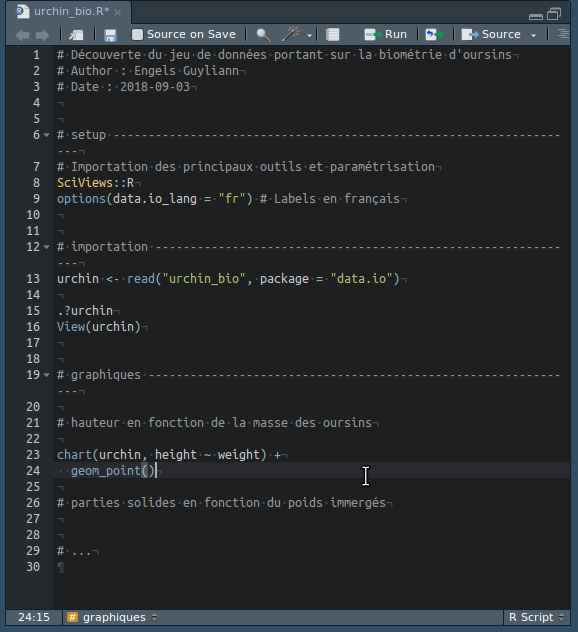 urchin_bio.R*
Source on Save Run Source
1 # Découverte du jeu de données portant sur la biométrie d'oursins
2 # Author : Engels Guyliann
3 # Date : 2018-09-03
4
5
6 # setup ---------------------------------------------------------------
---
7 # Importation des principaux outils et paramétrisation
8 SciViews::R
9 options(data.io_lang = "fr") # Labels en français
10
11
12 # importation ----------------------------------------------------------
---
13 urchin <- read("urchin_bio", package = "data.io")
14
15 .?urchin
16 View(urchin)
17
18
19 # graphiques ----------------------------------------------------------
---
20
21 # hauteur en fonction de la masse des oursins
22
23 chart(urchin, height ~ weight) +
24 geom_point()
25
26 # parties solides en fonction du poids immergés
27
28
29 # ...
30
24:15 # graphiques R Script